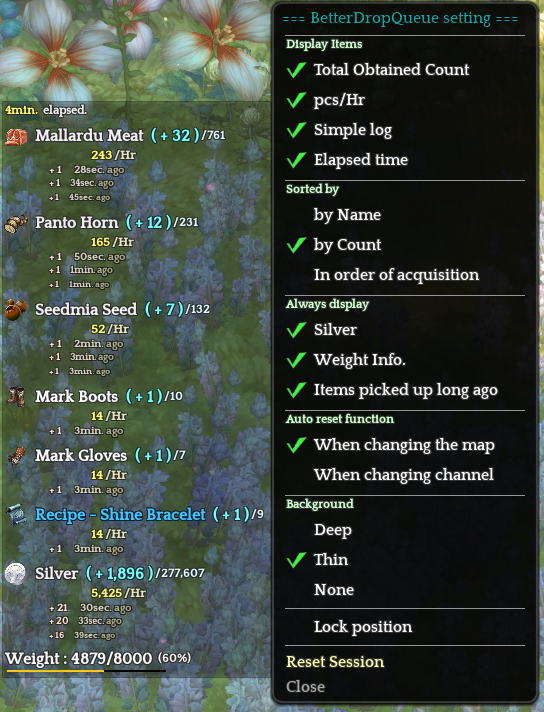 4min. elapsed.
Mallardu Meat ( + 32 )/761
243 /Hr
+ 1 28sec. ago
+ 1 34sec. ago
+ 1 45sec. ago
Panto Horn ( + 12 )/231
165 /Hr
+ 1 50sec. ago
+ 1 1min. ago
+ 1 1min. ago
Seedmia Seed ( + 7 )/132
52 /Hr
+ 1 2min. ago
+ 1 3min. ago
+ 1 3min. ago
Mark Boots ( + 1 )/10
14 /Hr
+ 1 3min. ago
Mark Gloves ( + 1 )/7
14 /Hr
+ 1 3min. ago
Recipe - Shine Bracelet ( + 1 )/9
14 /Hr
+ 1 3min. ago
Silver ( + 1,896 )/277,607
5,425 /Hr
+ 21 30sec. ago
+ 20 33sec. ago
+ 16 39sec. ago
Weight : 4879/8000 (60%)
=== BetterDropQueue setting ===
Display Items
Total Obtained Count
pcs/Hr
Simple log
Elapsed time
Sorted by
by Name
by Count
In order of acquisition
Always display
Silver
Weight Info.
Items picked up long ago
Auto reset function
When changing the map
When changing channel
Background
Deep
Thin
None
Lock position
Reset Session
Close